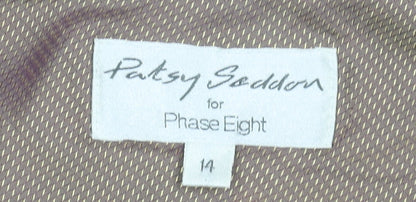 Patsy Seddon
for
Phase Eight
14